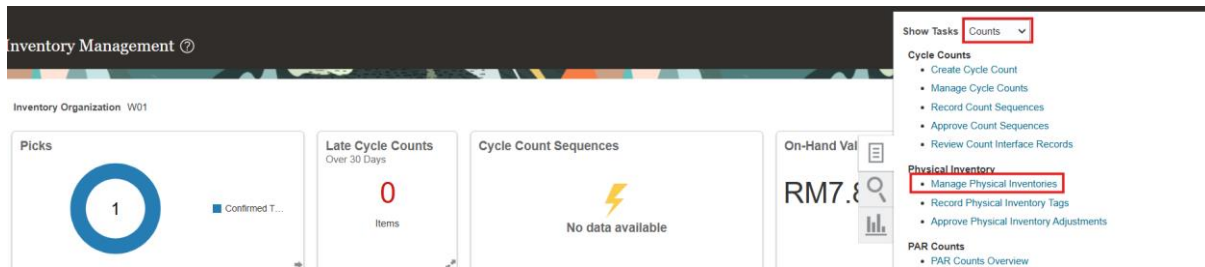 Inventory Management ?
Inventory Organization W01
Picks
1
Confirmed T...
Late Cycle Counts
Over 30 Days
0
Items
Cycle Count Sequences
No data available
On-Hand Val
RM7.8
Show Tasks Counts
Cycle Counts
• Create Cycle Count
• Manage Cycle Counts
• Record Count Sequences
• Approve Count Sequences
• Review Count Interface Records
Physical Inventory
• Manage Physical Inventories
• Record Physical Inventory Tags
• Approve Physical Inventory Adjustments
PAR Counts
• PAR Counts Overview